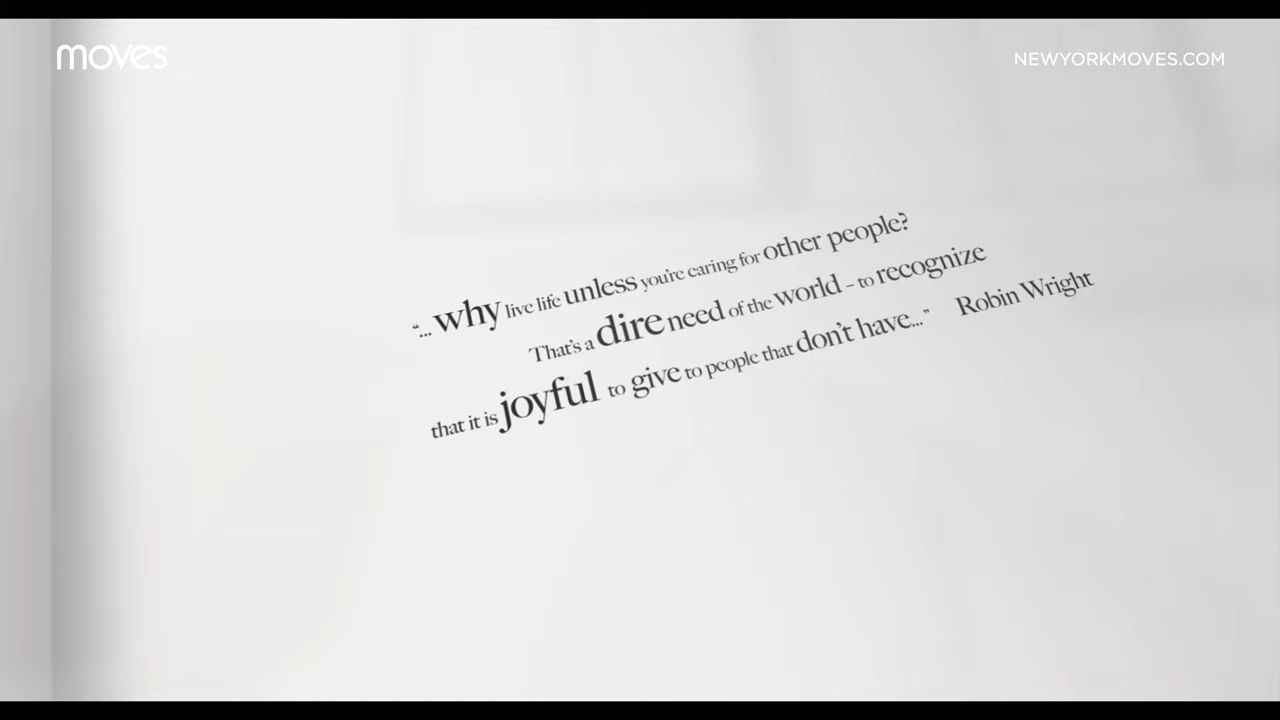 moves
NEWYORKMOVES.COM
“... why live life unless you're caring for other people?
That's a dire need of the world – to recognize
that it is joyful to give to people that don't have...” Robin Wright